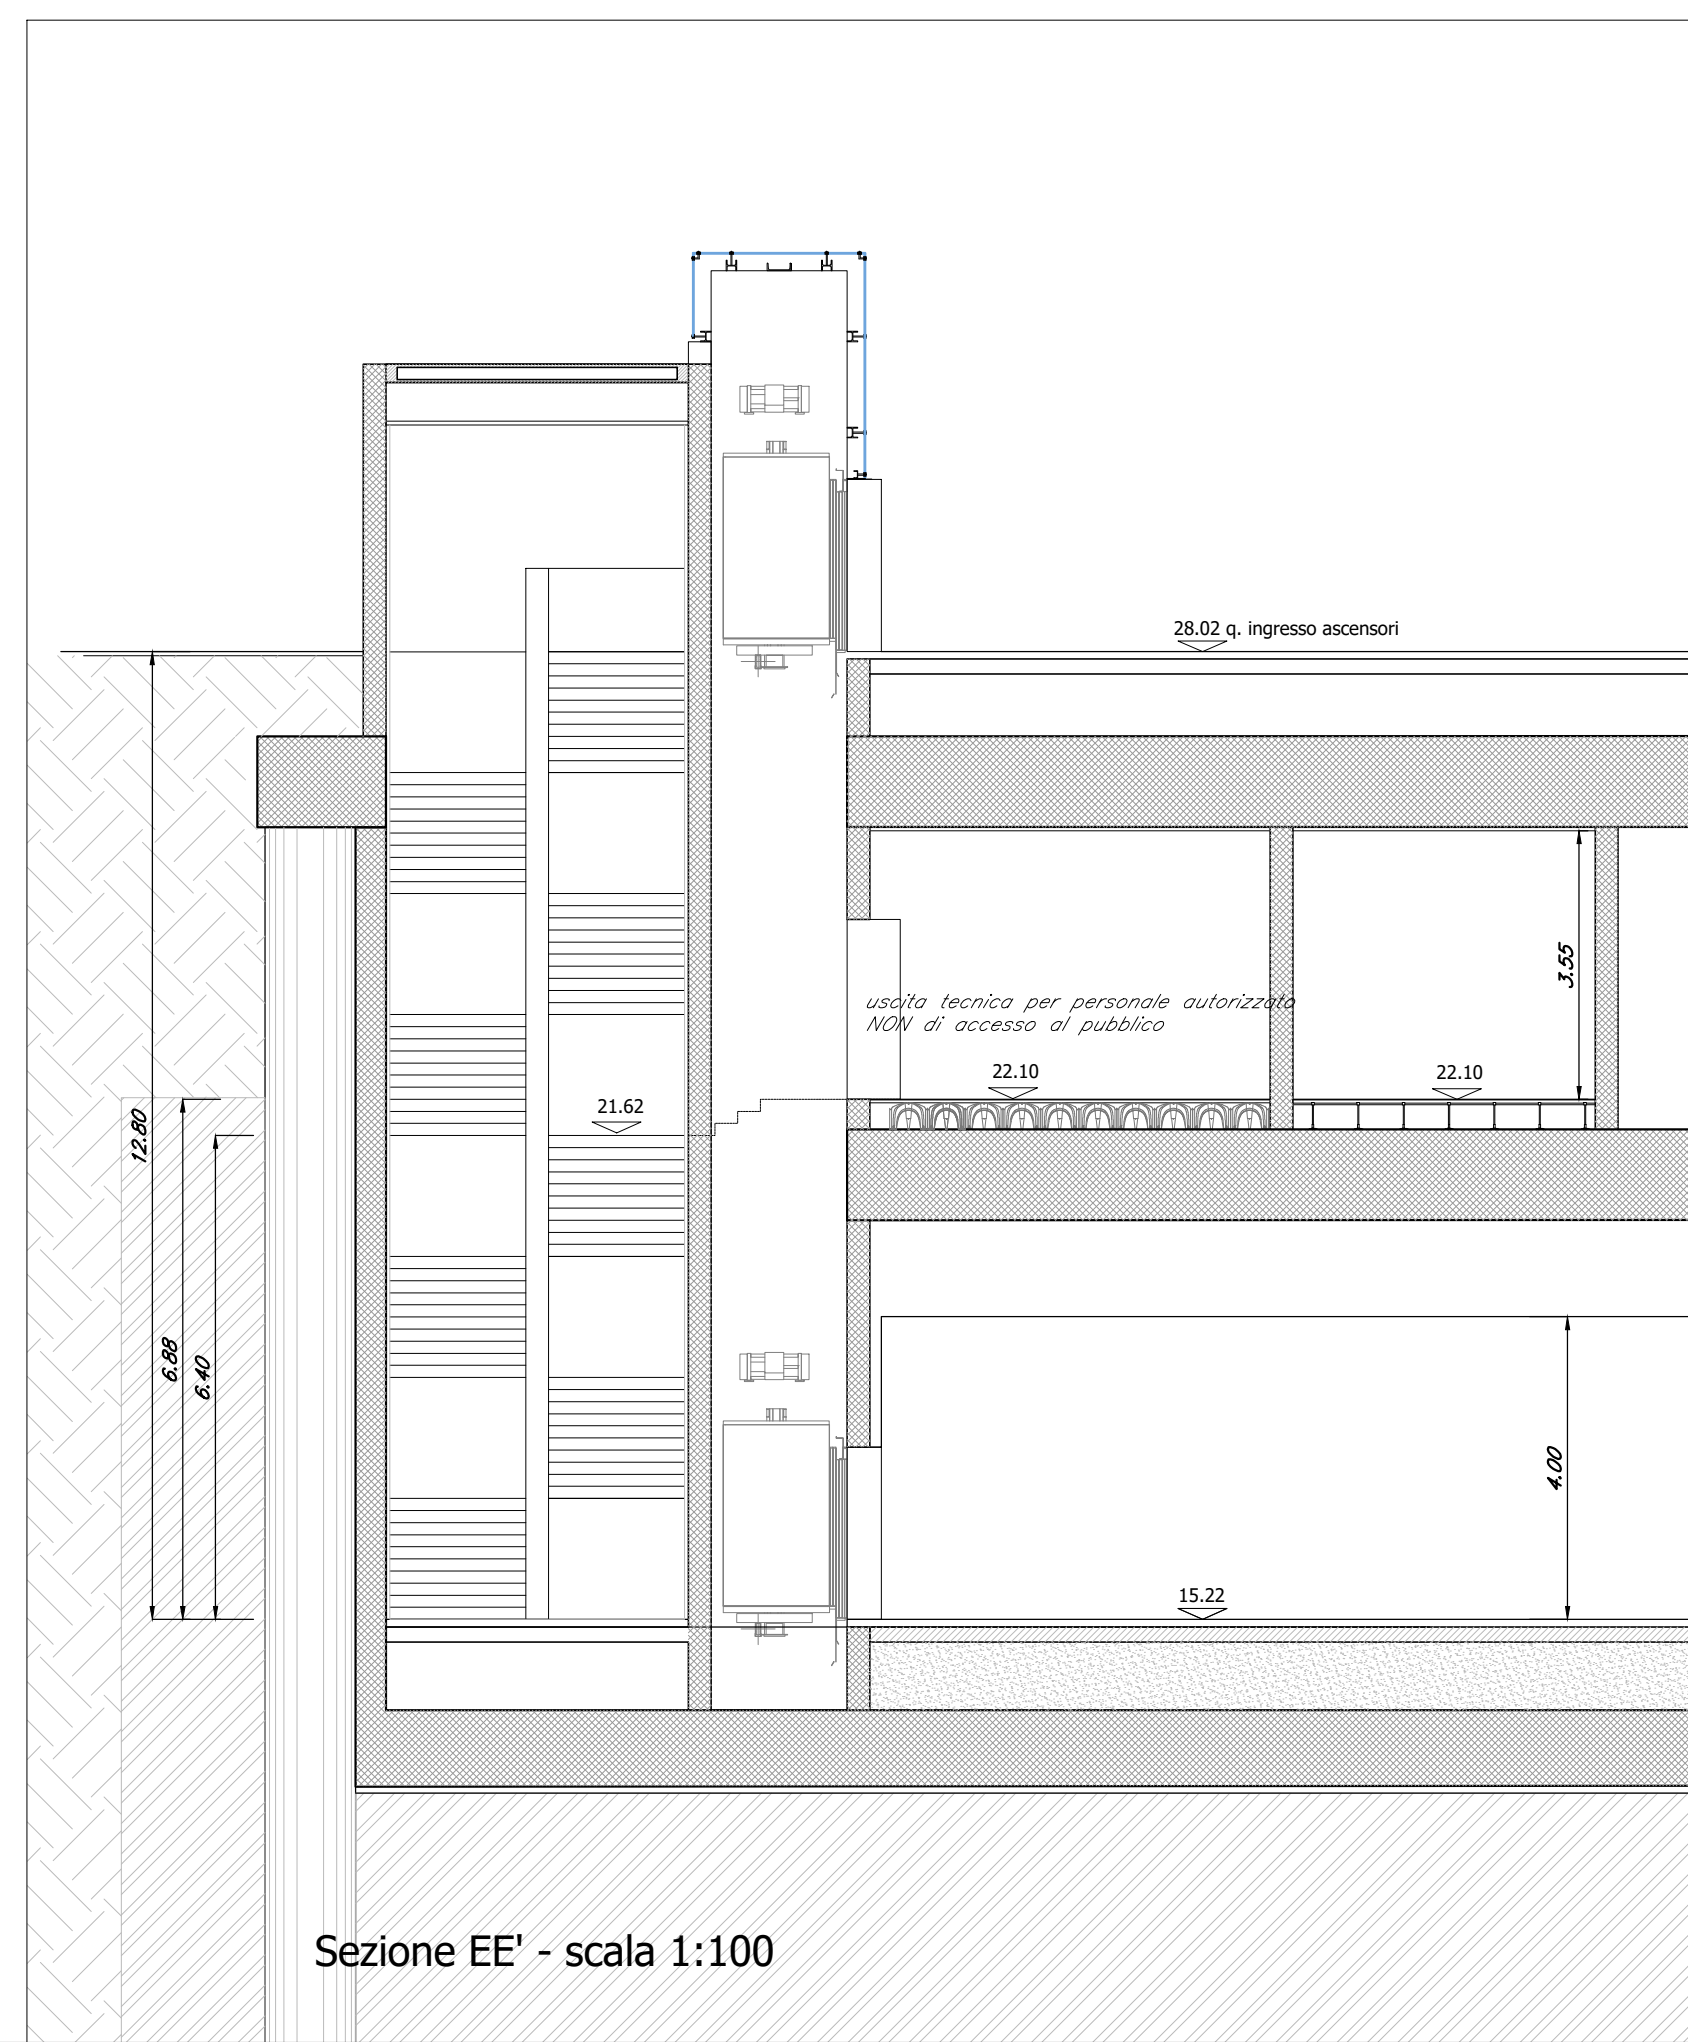 28.02 q. ingresso ascensori
3.55
uscita tecnica per personale autorizzato
NON di accesso al pubblico
22.10
22.10
21.62
12.80
6.88
6.40
4.00
15.22
Sezione EE' - scala 1:100